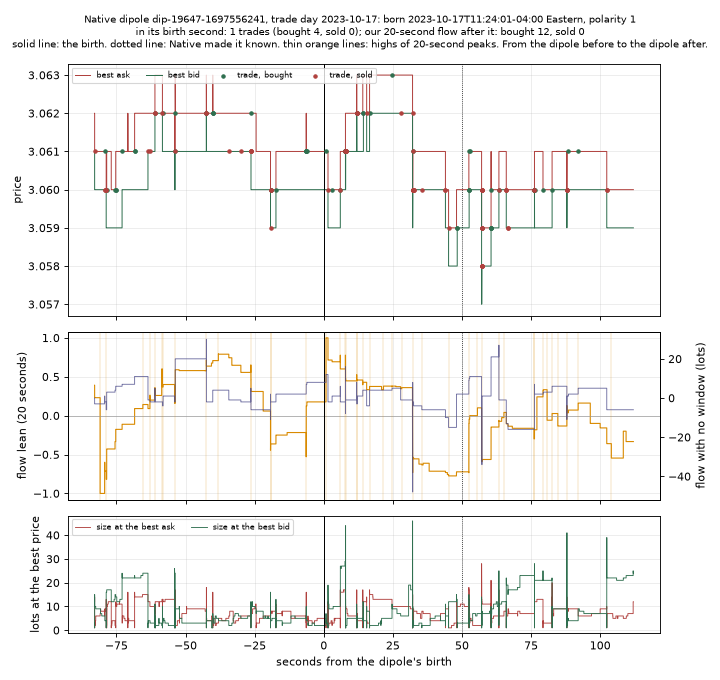 Native dipole dip-19647-1697556241, trade day 2023-10-17: born 2023-10-17T11:24:01-04:00 Eastern, polarity 1
in its birth second: 1 trades (bought 4, sold 0); our 20-second flow after it: bought 12, sold 0
solid line: the birth. dotted line: Native made it known. thin orange lines: highs of 20-second peaks. From the dipole before to the dipole after.
best ask
best bid
trade, bought
trade, sold
3.063
3.062
3.061
3.060
3.059
3.058
3.057
price
1.0
0.5
0.0
−0.5
−1.0
flow lean (20 seconds)
20
0
−20
−40
flow with no window (lots)
size at the best ask
size at the best bid
40
30
20
10
0
lots at the best price
−75
−50
−25
0
25
50
75
100
seconds from the dipole's birth